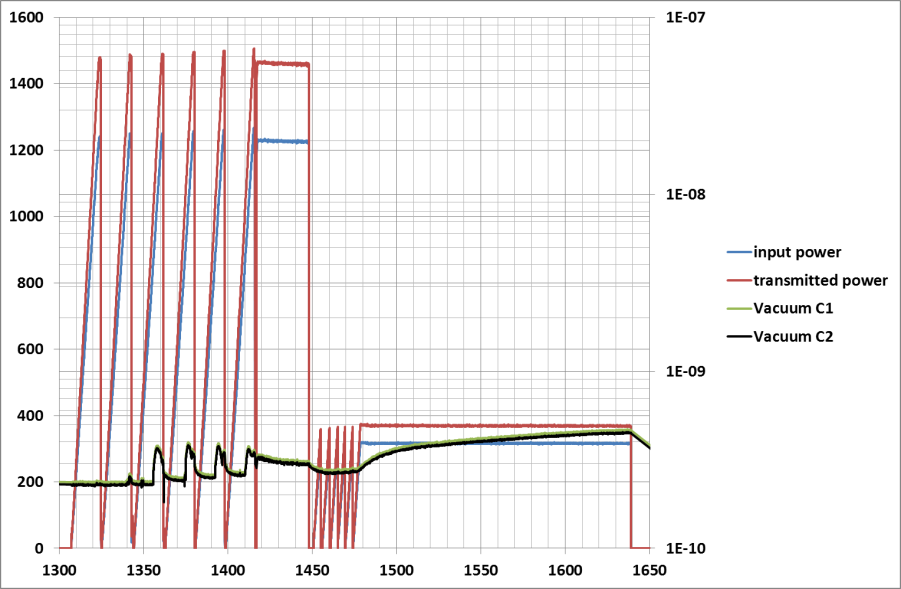 1600
1400
1200
1000
800
600
400
200
0
1E-07
1E-08
1E-09
1E-10
1300
1350
1400
1450
1500
1550
1600
1650
input power
transmitted power
Vacuum C1
Vacuum C2